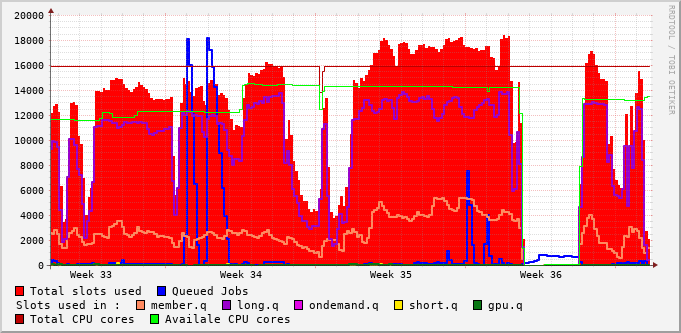 20000
18000
16000
14000
12000
10000
8000
6000
4000
2000
0
Week 33 Week 34 Week 35 Week 36
Total slots used Queued Jobs
Slots used in : member.q long.q ondemand.q short.q gpu.q
Total CPU cores Availale CPU cores
RRDTOOL / TOBI OETIKER